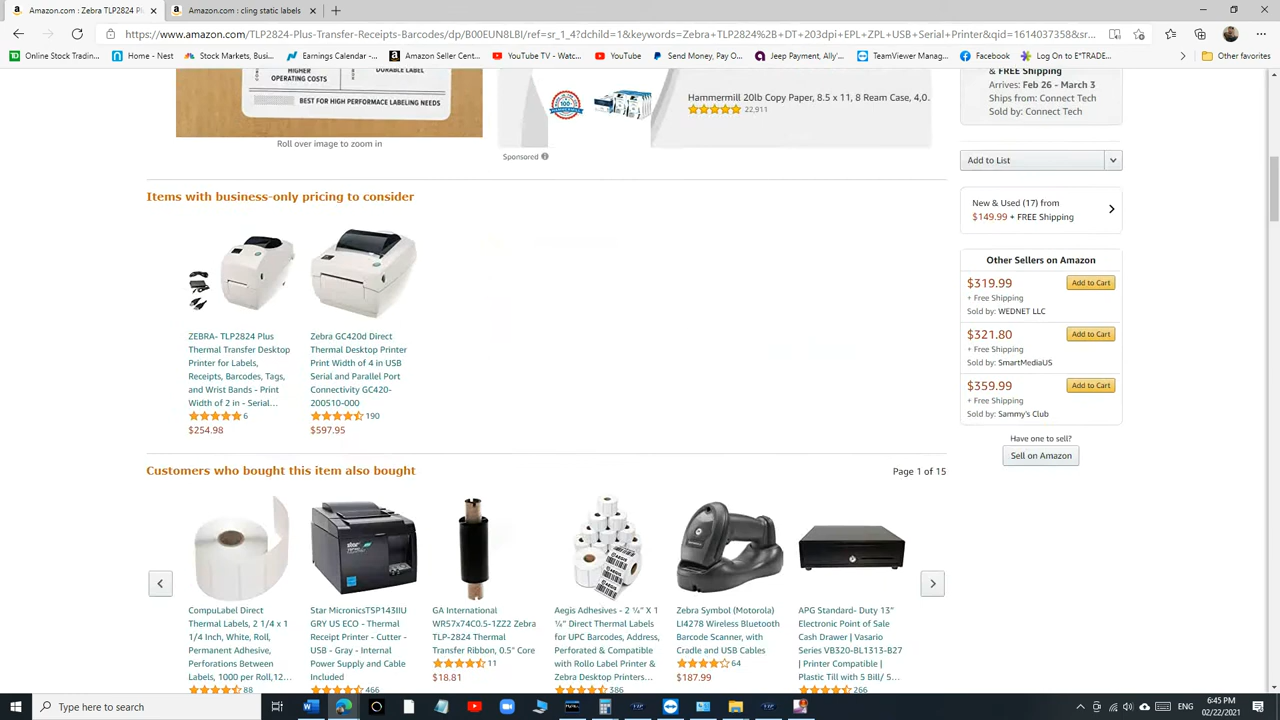 Amazon.com : Zebra TLP2824 Plus
Amazon.com : cling static labels
https://www.amazon.com/TLP2824-Plus-Transfer-Receipts-Barcodes/dp/B00EUN8LBI/ref=sr_1_4?dchild=1&keywords=Zebra+TLP2824%2B+DT+203dpi+EPL+ZPL+USB+Serial+Printer&qid=1614037358&sr...
Online Stock Trading...
Home - Nest
Stock Markets, Busi...
Earnings Calendar -...
Amazon Seller Cent...
YouTube TV - Watc...
YouTube
Send Money, Pay O...
Jeep Payment, Ally'...
TeamViewer Manag...
Facebook
Log On to E*TRADE...
Other favorites
HIGHER
OPERATING COSTS
DURABLE LABEL
BEST FOR HIGH PERFORMACE LABELING NEEDS
Roll over image to zoom in
Hammermill 20lb Copy Paper, 8.5 x 11, 8 Ream Case, 4,0.
22,911
Sponsored
& FREE Shipping
Arrives: Feb 26 - March 3
Ships from: Connect Tech
Sold by: Connect Tech
Add to List
New & Used (17) from
$149.99 + FREE Shipping
Other Sellers on Amazon
$319.99
Add to Cart
+ Free Shipping
Sold by: WEDNET LLC
$321.80
Add to Cart
+ Free Shipping
Sold by: SmartMediaUS
$359.99
Add to Cart
+ Free Shipping
Sold by: Sammy's Club
Have one to sell?
Sell on Amazon
Items with business-only pricing to consider
ZEBRA- TLP2824 Plus
Thermal Transfer Desktop
Printer for Labels,
Receipts, Barcodes, Tags,
and Wrist Bands - Print
Width of 2 in - Serial...
6
$254.98
Zebra GC420d Direct
Thermal Desktop Printer
Print Width of 4 in USB
Serial and Parallel Port
Connectivity GC420-
200510-000
190
$597.95
Customers who bought this item also bought
Page 1 of 15
CompuLabel Direct
Thermal Labels, 2 1/4 x 1
1/4 Inch, White, Roll,
Permanent Adhesive,
Perforations Between
Labels, 1000 per Roll,12...
88
Star MicronicsTSP143IIU
GRY US ECO - Thermal
Receipt Printer - Cutter -
USB - Gray - Internal
Power Supply and Cable
Included
466
GA International
WR57x74C0.5-1ZZ2 Zebra
TLP-2824 Thermal
Transfer Ribbon, 0.5" Core
11
$18.81
Aegis Adhesives - 2 ¼" X 1
¼" Direct Thermal Labels
for UPC Barcodes, Address,
Perforated & Compatible
with Rollo Label Printer &
Zebra Desktop Printers...
386
Zebra Symbol (Motorola)
LI4278 Wireless Bluetooth
Barcode Scanner, with
Cradle and USB Cables
64
$187.99
APG Standard- Duty 13"
Electronic Point of Sale
Cash Drawer | Vasario
Series VB320-BL1313-B27
| Printer Compatible |
Plastic Till with 5 Bill/ 5...
266
Type here to search
ENG
6:45 PM
02/22/2021